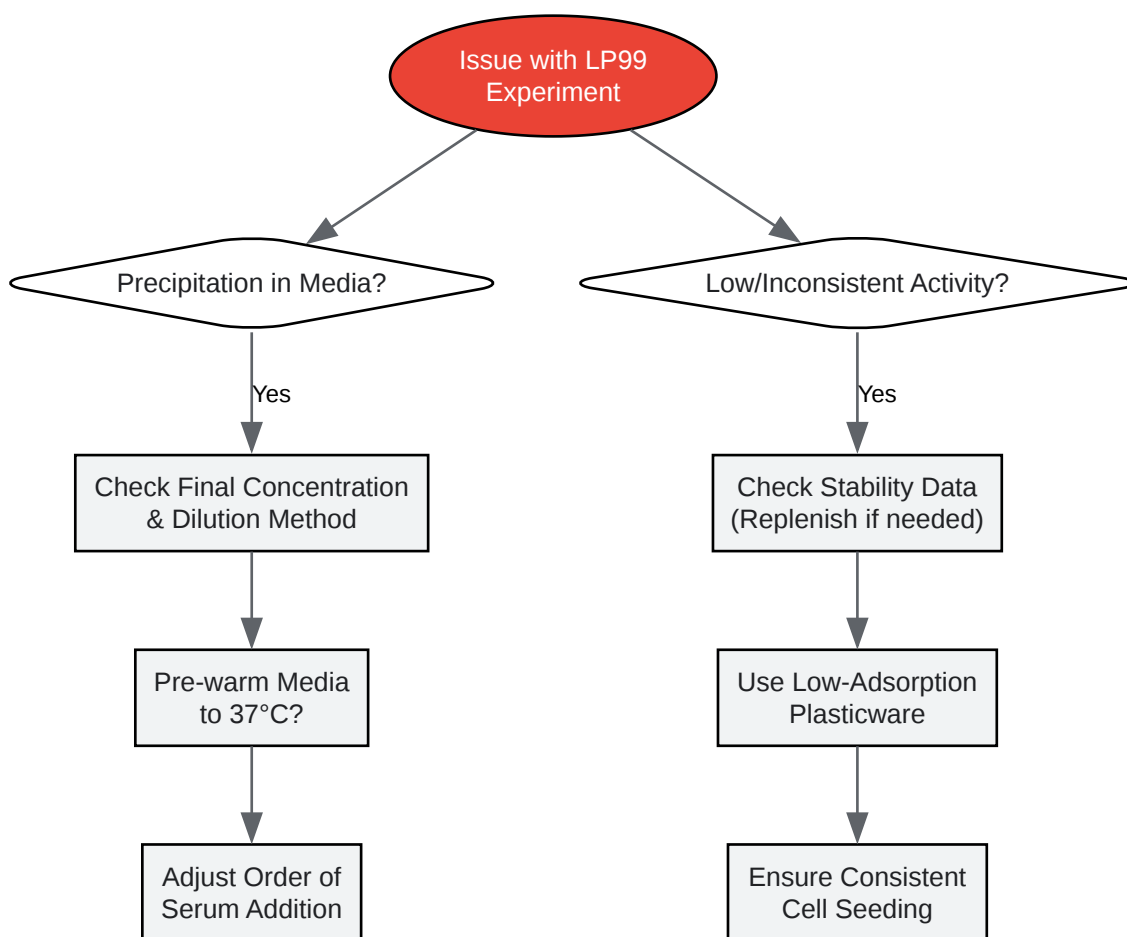 Issue with LP99
Experiment
Precipitation in Media?
Low/Inconsistent Activity?
Yes
Yes
Check Final Concentration
& Dilution Method
Check Stability Data
(Replenish if needed)
Pre-warm Media
to 37°C?
Use Low-Adsorption
Plasticware
Adjust Order of
Serum Addition
Ensure Consistent
Cell Seeding